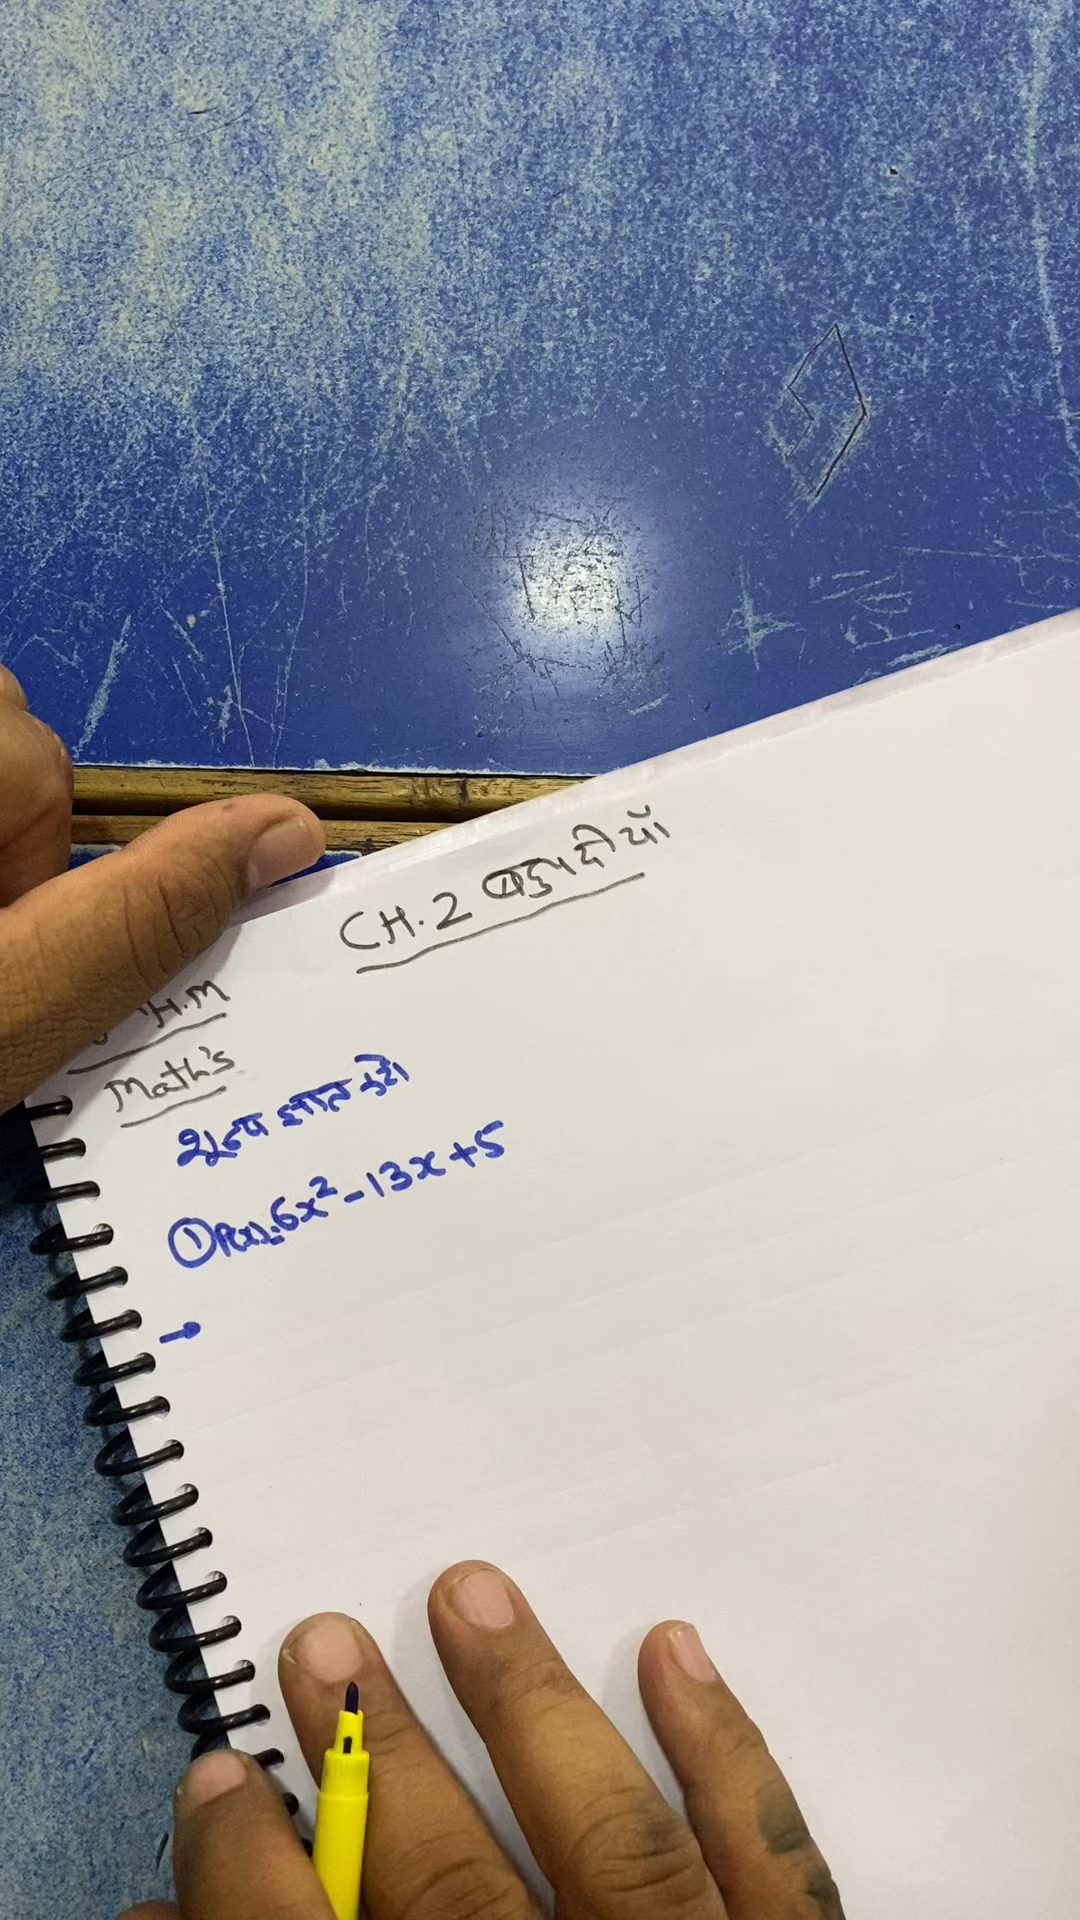 CH.2 बहुपदीयाँ
H.M
Math's
शून्य ज्ञात करो
① P(x)=6x²-13x+5
→